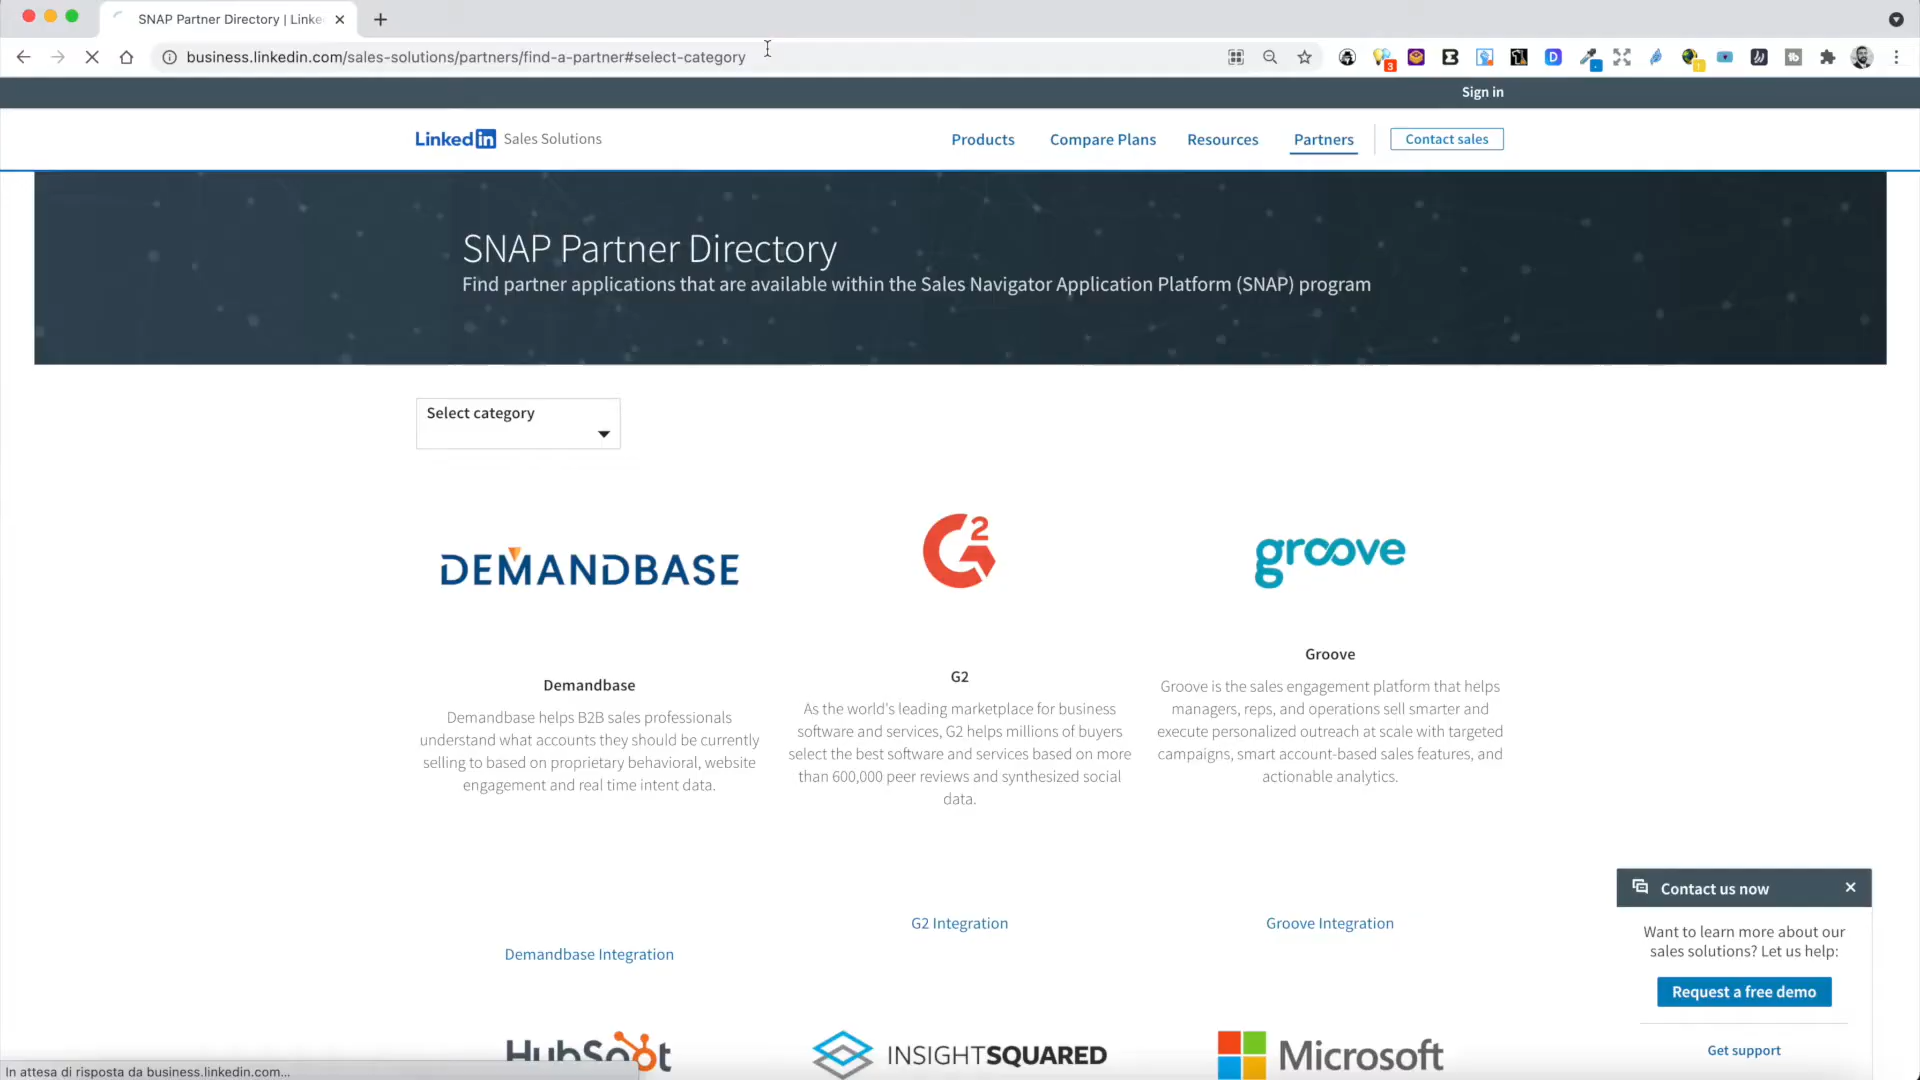 SNAP Partner Directory | Linke
business.linkedin.com/sales-solutions/partners/find-a-partner#select-category
3
D
1
Sign in
Linkedin Sales Solutions
Products
Compare Plans
Resources
Partners
Contact sales
SNAP Partner Directory
Find partner applications that are available within the Sales Navigator Application Platform (SNAP) program
Select category
DEMANDBASE
G2
groove
Demandbase
Demandbase helps B2B sales professionals
understand what accounts they should be currently
selling to based on proprietary behavioral, website
engagement and real time intent data.
Demandbase Integration
G2
As the world's leading marketplace for business
software and services, G2 helps millions of buyers
select the best software and services based on more
than 600,000 peer reviews and synthesized social
data.
G2 Integration
Groove
Groove is the sales engagement platform that helps
managers, reps, and operations sell smarter and
execute personalized outreach at scale with targeted
campaigns, smart account-based sales features, and
actionable analytics.
Groove Integration
HubSpot
INSIGHTSQUARED
Microsoft
Contact us now
Want to learn more about our
sales solutions? Let us help:
Request a free demo
Get support
In attesa di risposta da business.linkedin.com...